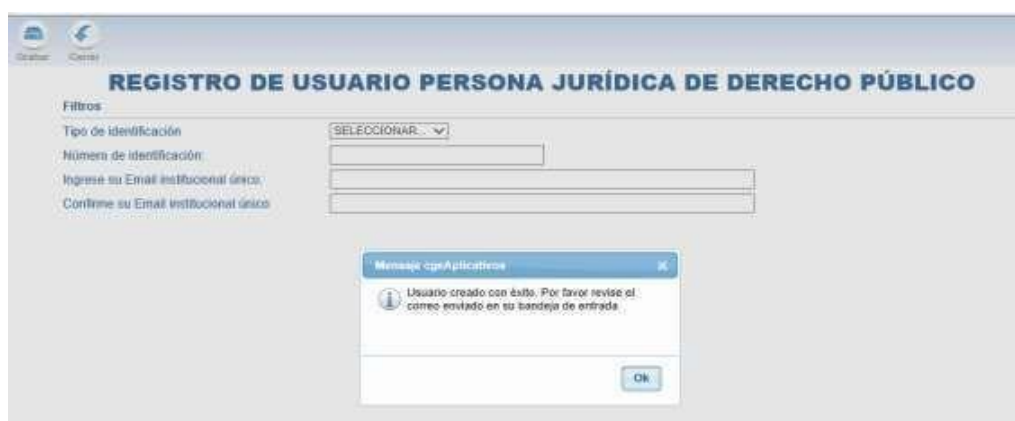 Grabar Cerrar
REGISTRO DE USUARIO PERSONA JURÍDICA DE DERECHO PÚBLICO
Filtros
Tipo de identificación SELECCIONAR...
Número de identificación:
Ingrese su Email institucional único:
Confirme su Email institucional único
Mensaje cgeAplicativos
Usuario creado con éxito. Por favor revise el
correo enviado en su bandeja de entrada
Ok